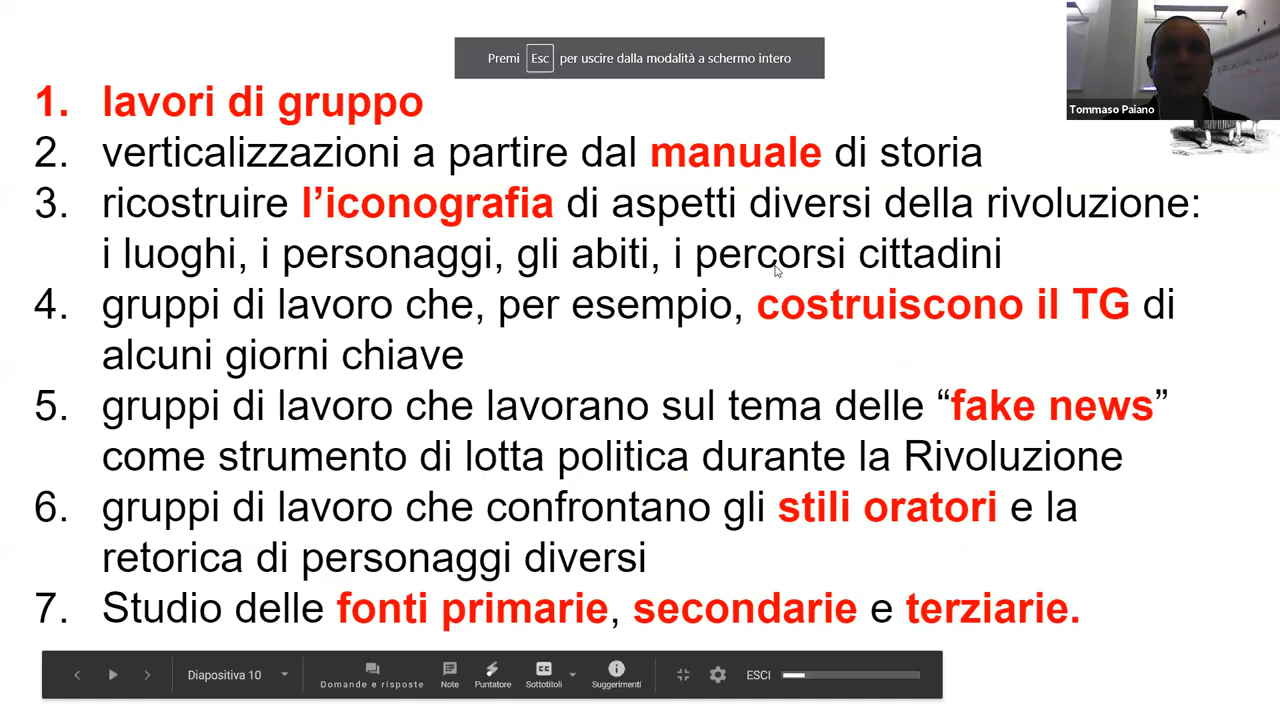 Premi Esc per uscire dalla modalità a schermo intero
Tommaso Paiano
1. lavori di gruppo
2. verticalizzazioni a partire dal manuale di storia
3. ricostruire l’iconografia di aspetti diversi della rivoluzione:
i luoghi, i personaggi, gli abiti, i percorsi cittadini
4. gruppi di lavoro che, per esempio, costruiscono il TG di
alcuni giorni chiave
5. gruppi di lavoro che lavorano sul tema delle “fake news”
come strumento di lotta politica durante la Rivoluzione
6. gruppi di lavoro che confrontano gli stili oratori e la
retorica di personaggi diversi
7. Studio delle fonti primarie, secondarie e terziarie.
Diapositiva 10
Domande e risposte
Note
Puntatore
CC
Sottotitoli
Suggerimenti
ESCI